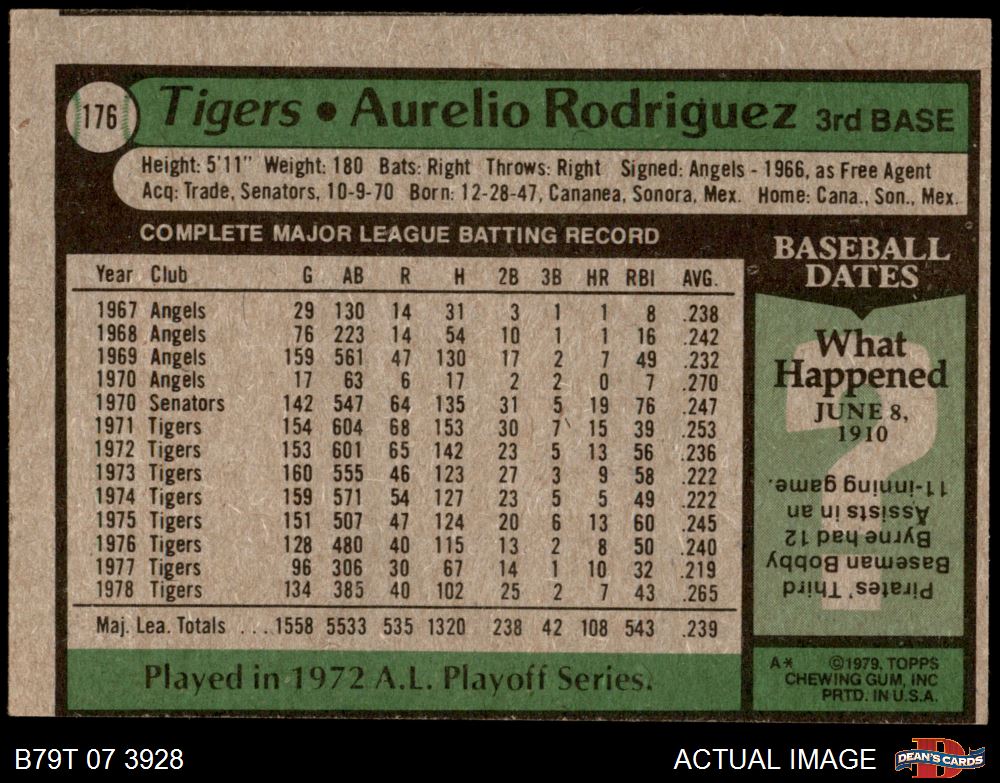 176
Tigers • Aurelio Rodriguez 3rd BASE
Height: 5'11" Weight: 180 Bats: Right Throws: Right Signed: Angels - 1966, as Free Agent
Acq: Trade, Senators, 10-9-70 Born: 12-28-47, Cananea, Sonora, Mex. Home: Cana., Son., Mex.
COMPLETE MAJOR LEAGUE BATTING RECORD
Year Club G AB R H 2B 3B HR RBI AVG.
1967 Angels 29 130 14 31 3 1 1 8 .238
1968 Angels 76 223 14 54 10 1 1 16 .242
1969 Angels 159 561 47 130 17 2 7 49 .232
1970 Angels 17 63 6 17 2 2 0 7 .270
1970 Senators 142 547 64 135 31 5 19 76 .247
1971 Tigers 154 604 68 153 30 7 15 39 .253
1972 Tigers 153 601 65 142 23 5 13 56 .236
1973 Tigers 160 555 46 123 27 3 9 58 .222
1974 Tigers 159 571 54 127 23 5 5 49 .222
1975 Tigers 151 507 47 124 20 6 13 60 .245
1976 Tigers 128 480 40 115 13 2 8 50 .240
1977 Tigers 96 306 30 67 14 1 10 32 .219
1978 Tigers 134 385 40 102 25 2 7 43 .265
Maj. Lea. Totals ... 1558 5533 535 1320 238 42 108 543 .239
Played in 1972 A.L. Playoff Series.
BASEBALL
DATES
What
Happened
JUNE 8,
1910
Pirates' Third
Baseman Bobby
Byrne had 12
Assists in an
11-inning game.
A* ©1979. TOPPS
CHEWING GUM, INC
PRTD. IN U.S.A.
B79T 07 3928
ACTUAL IMAGE
DEAN'S CARDS